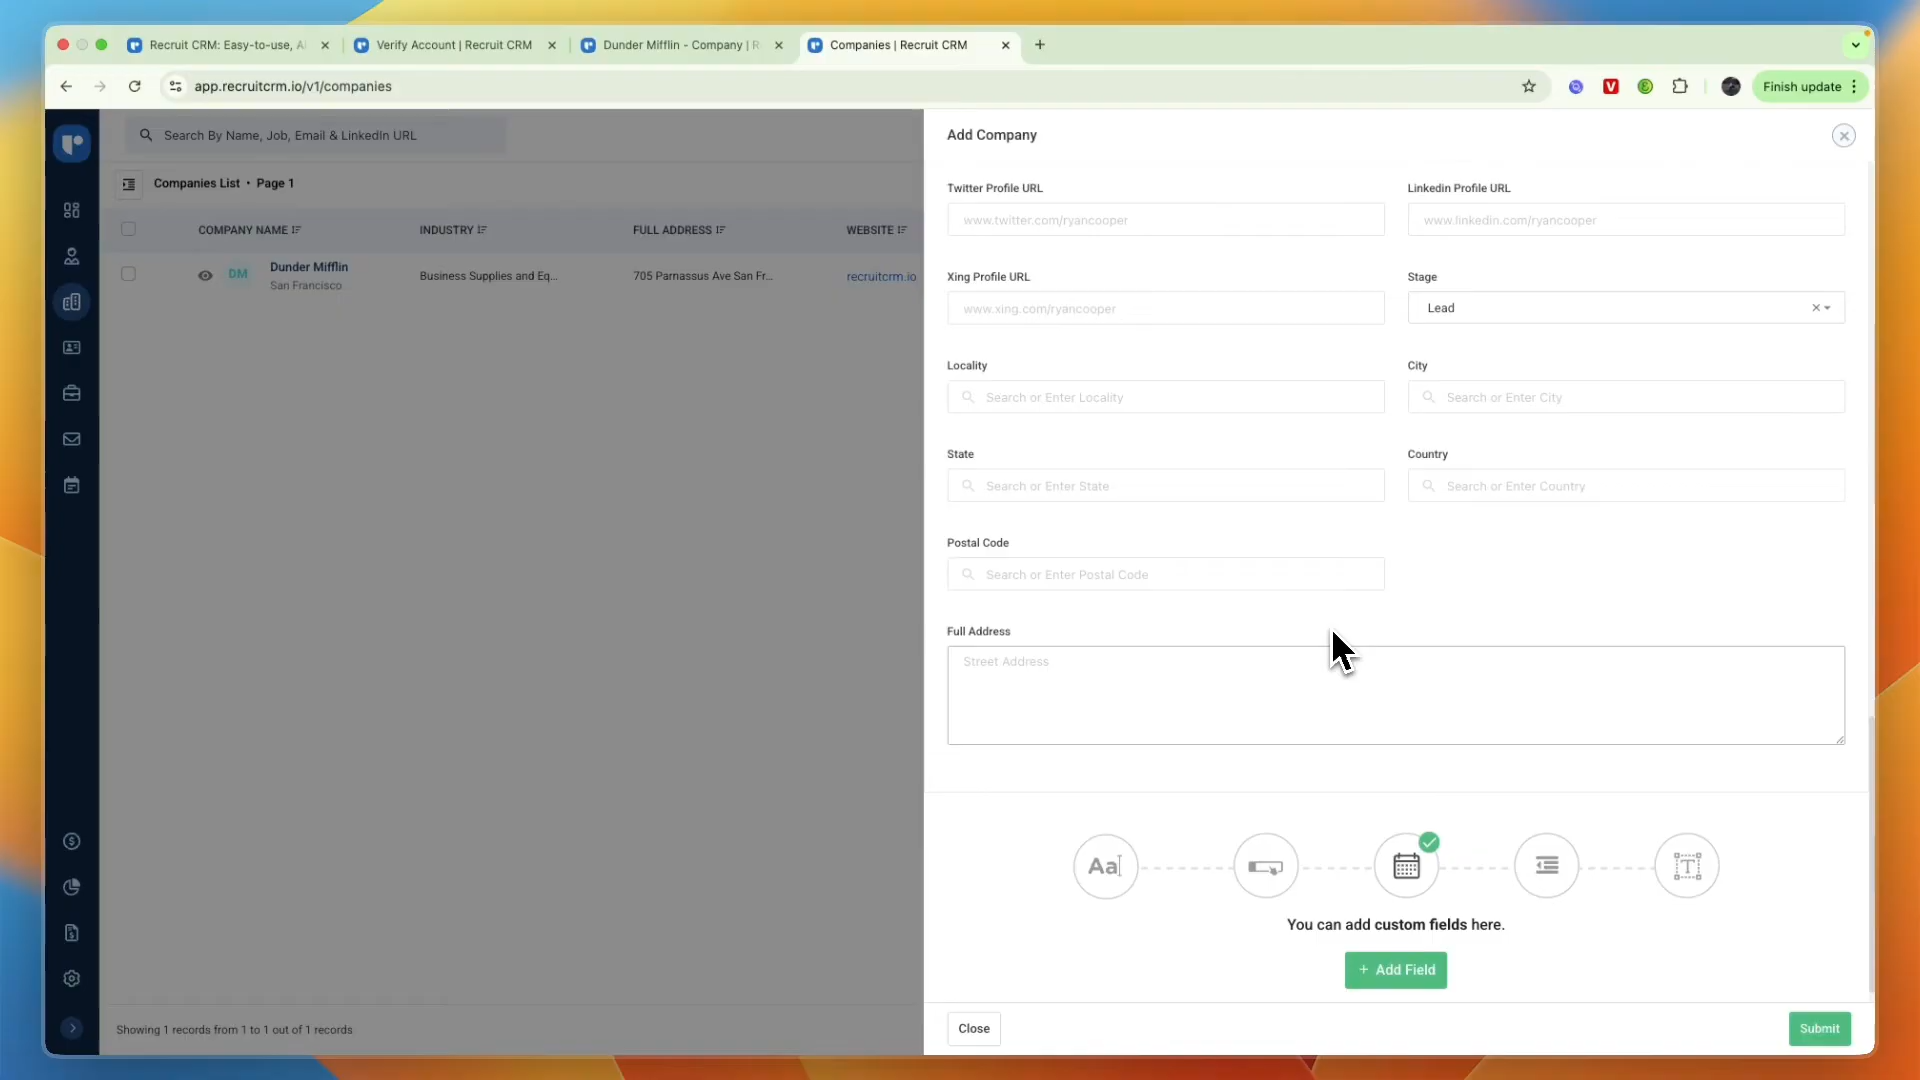 Recruit CRM: Easy-to-use, A
Verify Account | Recruit CRM
Dunder Mifflin - Company | R
Companies | Recruit CRM
app.recruitcrm.io/v1/companies
Finish update
Search By Name, Job, Email & LinkedIn URL
Companies List • Page 1
COMPANY NAME
INDUSTRY
FULL ADDRESS
WEBSITE
DM
Dunder Mifflin
San Francisco
Business Supplies and Eq...
705 Parnassus Ave San Fr...
recruitcrm.io
Showing 1 records from 1 to 1 out of 1 records
Add Company
Twitter Profile URL
Linkedin Profile URL
www.twitter.com/ryancooper
www.linkedin.com/ryancooper
Xing Profile URL
Stage
www.xing.com/ryancooper
Lead
Locality
City
Search or Enter Locality
Search or Enter City
State
Country
Search or Enter State
Search or Enter Country
Postal Code
Search or Enter Postal Code
Full Address
Street Address
Aa
T
You can add custom fields here.
+ Add Field
Close
Submit